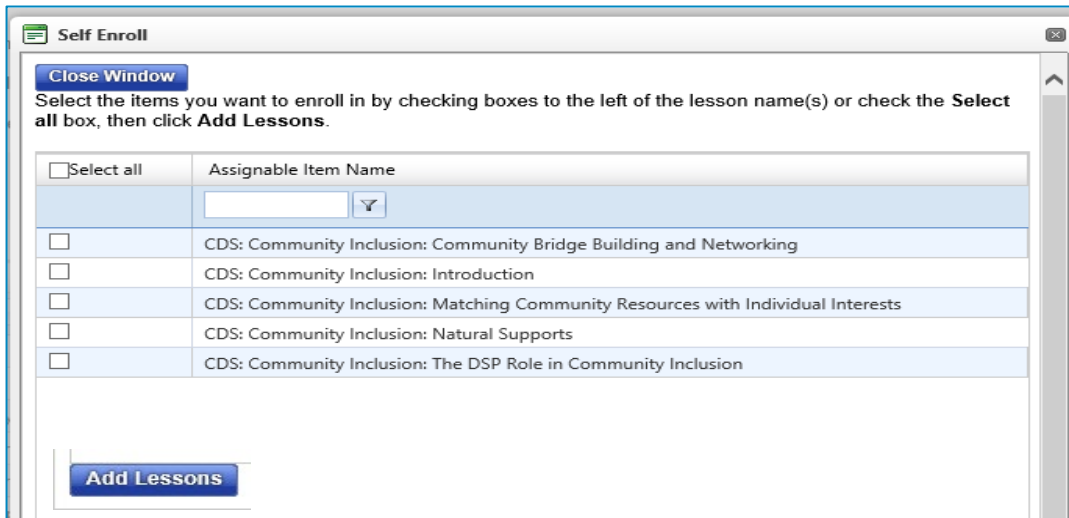 Self Enroll
Close Window
Select the items you want to enroll in by checking boxes to the left of the lesson name(s) or check the Select
all box, then click Add Lessons.
Select all Assignable Item Name
CDS: Community Inclusion: Community Bridge Building and Networking
CDS: Community Inclusion: Introduction
CDS: Community Inclusion: Matching Community Resources with Individual Interests
CDS: Community Inclusion: Natural Supports
CDS: Community Inclusion: The DSP Role in Community Inclusion
Add Lessons